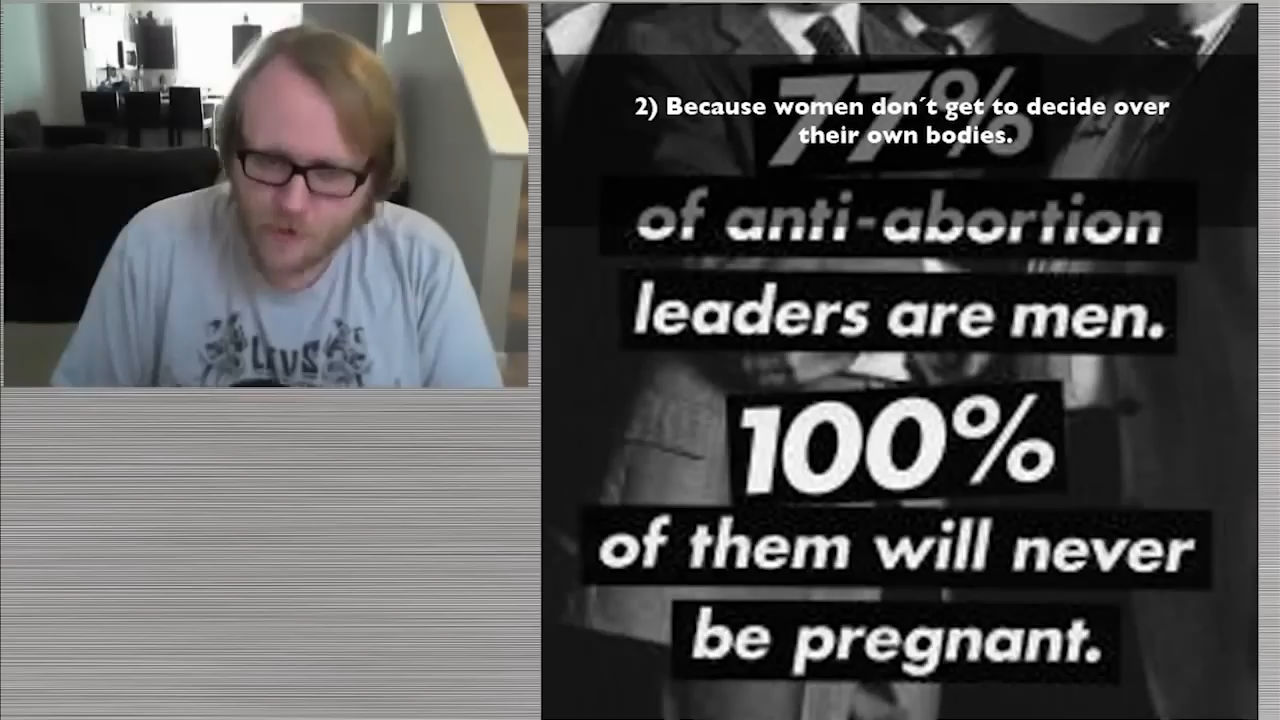 2) Because women don´t get to decide over
their own bodies.
77%
of anti-abortion
leaders are men.
100%
of them will never
be pregnant.
LEVS